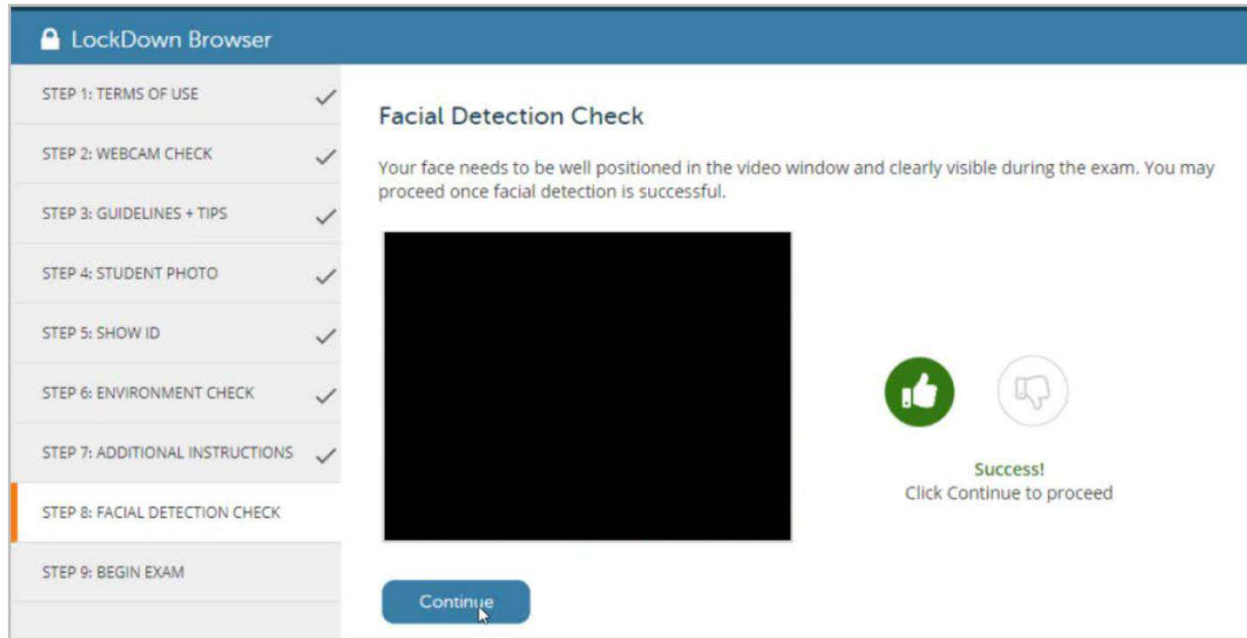 LockDown Browser
STEP 1: TERMS OF USE
STEP 2: WEBCAM CHECK
STEP 3: GUIDELINES + TIPS
STEP 4: STUDENT PHOTO
STEP 5: SHOW ID
STEP 6: ENVIRONMENT CHECK
STEP 7: ADDITIONAL INSTRUCTIONS
STEP 8: FACIAL DETECTION CHECK
STEP 9: BEGIN EXAM
Facial Detection Check
Your face needs to be well positioned in the video window and clearly visible during the exam. You may
proceed once facial detection is successful.
Success!
Click Continue to proceed
Continue